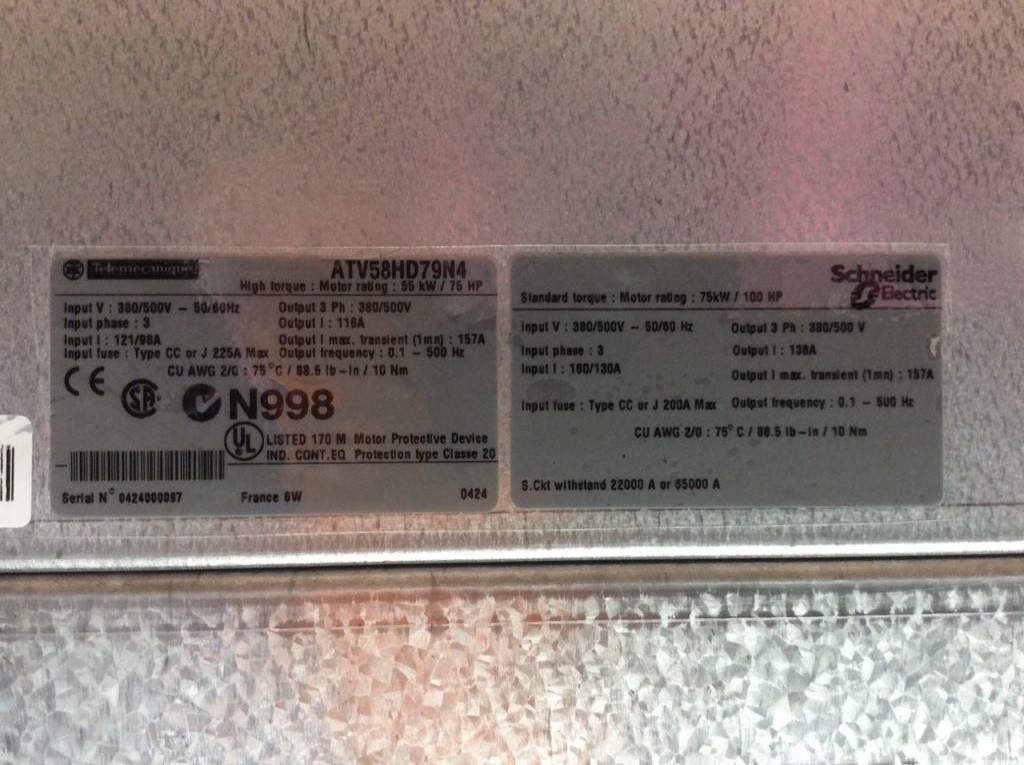 Telemecanique
ATV58HD79N4
High torque : Motor rating : 55 kW / 75 HP
Input V : 380/500V - 50/60Hz Output 3 Ph : 380/500V
Input phase : 3 Output I : 116A
Input I : 121/98A Output I max. transient (1mn) : 157A
Input fuse : Type CC or J 225A Max Output frequency : 0.1 - 500 Hz
CU AWG 2/0 : 75°C / 88.5 lb-in / 10 Nm
CE SA N998
UL LISTED 170 M Motor Protective Device
IND. CONT.EQ Protection type Classe 20
Serial N° 0424000097 France 6W 0424
Schneider
Electric
Standard torque : Motor rating : 75kW / 100 HP
Input V : 380/500V - 50/60 Hz Output 3 Ph : 380/500 V
Input phase : 3 Output I : 138A
Input I : 160/130A Output I max. transient (1mn) : 157A
Input fuse : Type CC or J 200A Max Output frequency : 0.1 - 500 Hz
CU AWG 2/0 : 75°C / 88.5 lb-in / 10 Nm
S.Ckt withstand 22000 A or 65000 A